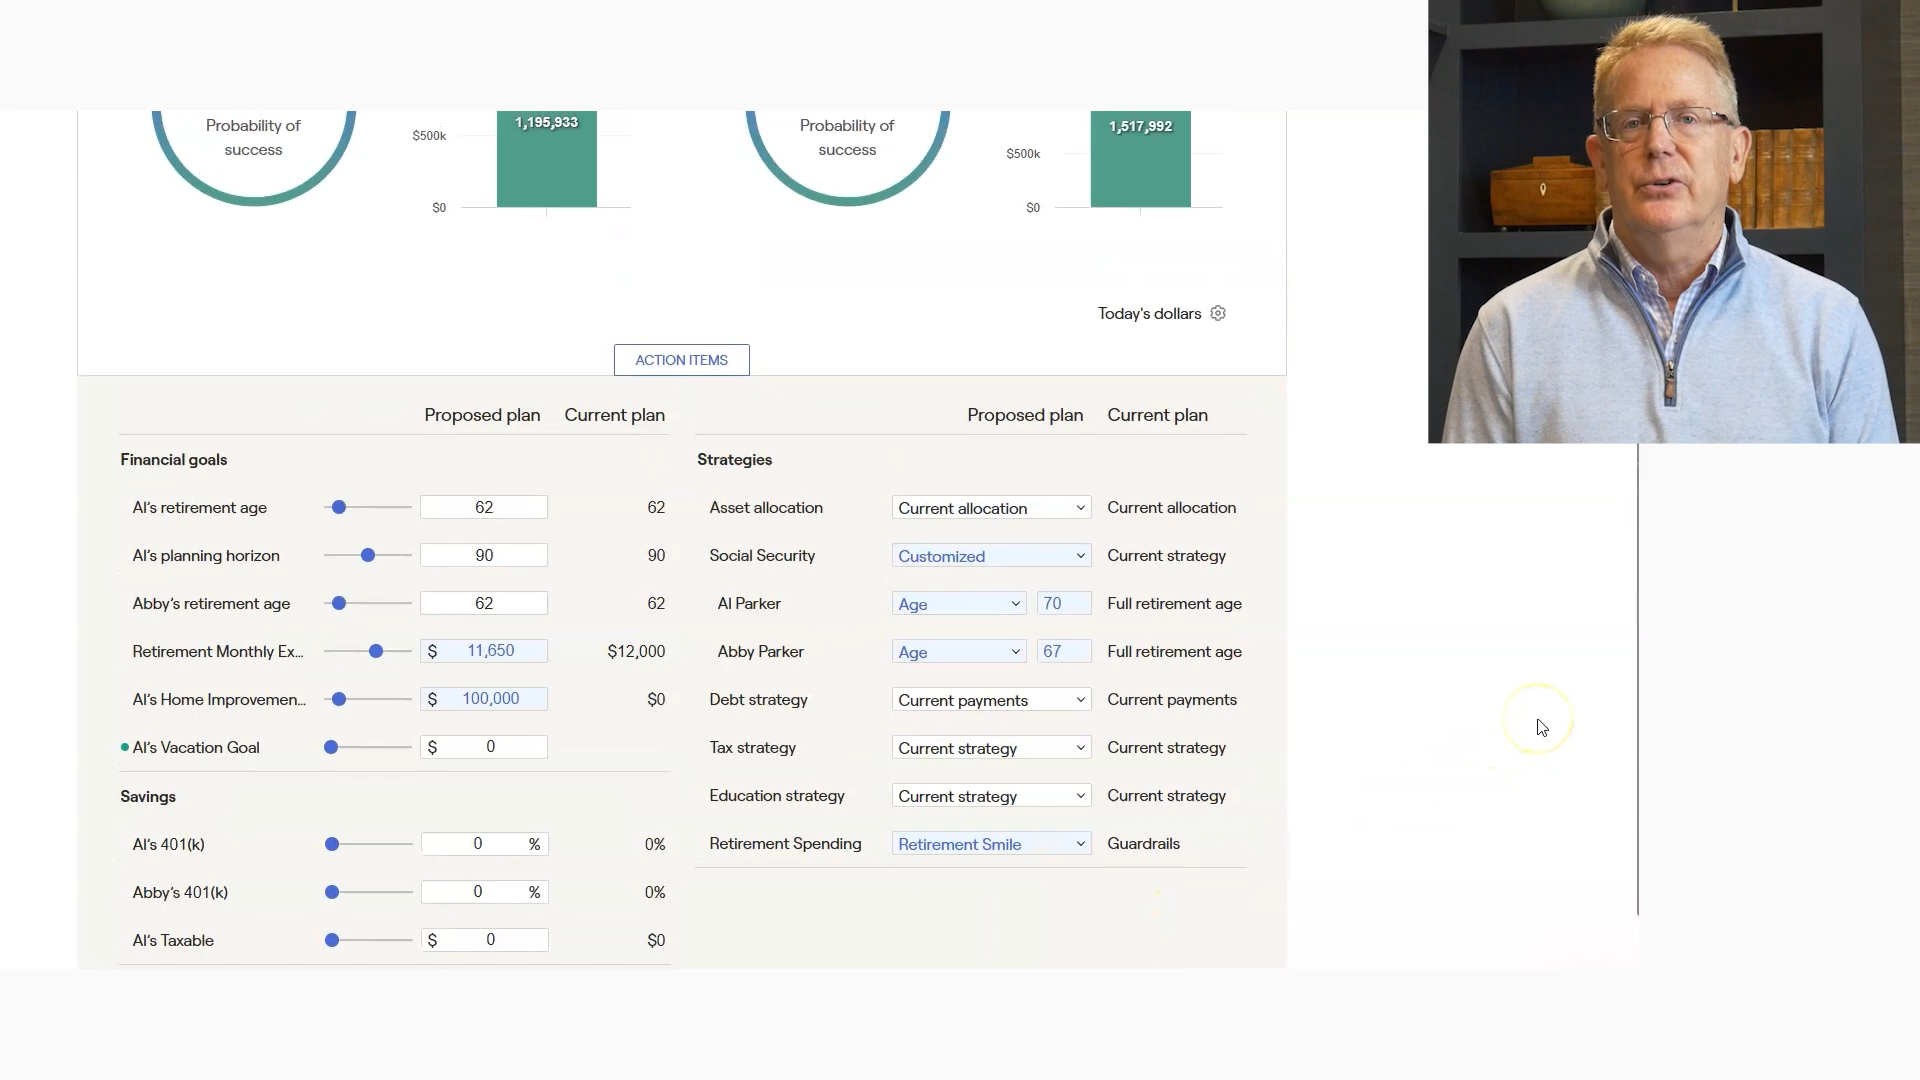 Probability of
success
$500k
1,195,933
$0
Probability of
success
$500k
1,517,992
$0
Today's dollars
ACTION ITEMS
Proposed plan Current plan
Financial goals
Al's retirement age 62 62
Al's planning horizon 90 90
Abby's retirement age 62 62
Retirement Monthly Ex... $ 11,650 $12,000
Al's Home Improvemen... $ 100,000 $0
Al's Vacation Goal $ 0
Savings
Al's 401(k) 0 % 0%
Abby's 401(k) 0 % 0%
Al's Taxable $ 0 $0
Proposed plan Current plan
Strategies
Asset allocation Current allocation Current allocation
Social Security Customized Current strategy
Al Parker Age 70 Full retirement age
Abby Parker Age 67 Full retirement age
Debt strategy Current payments Current payments
Tax strategy Current strategy Current strategy
Education strategy Current strategy Current strategy
Retirement Spending Retirement Smile Guardrails